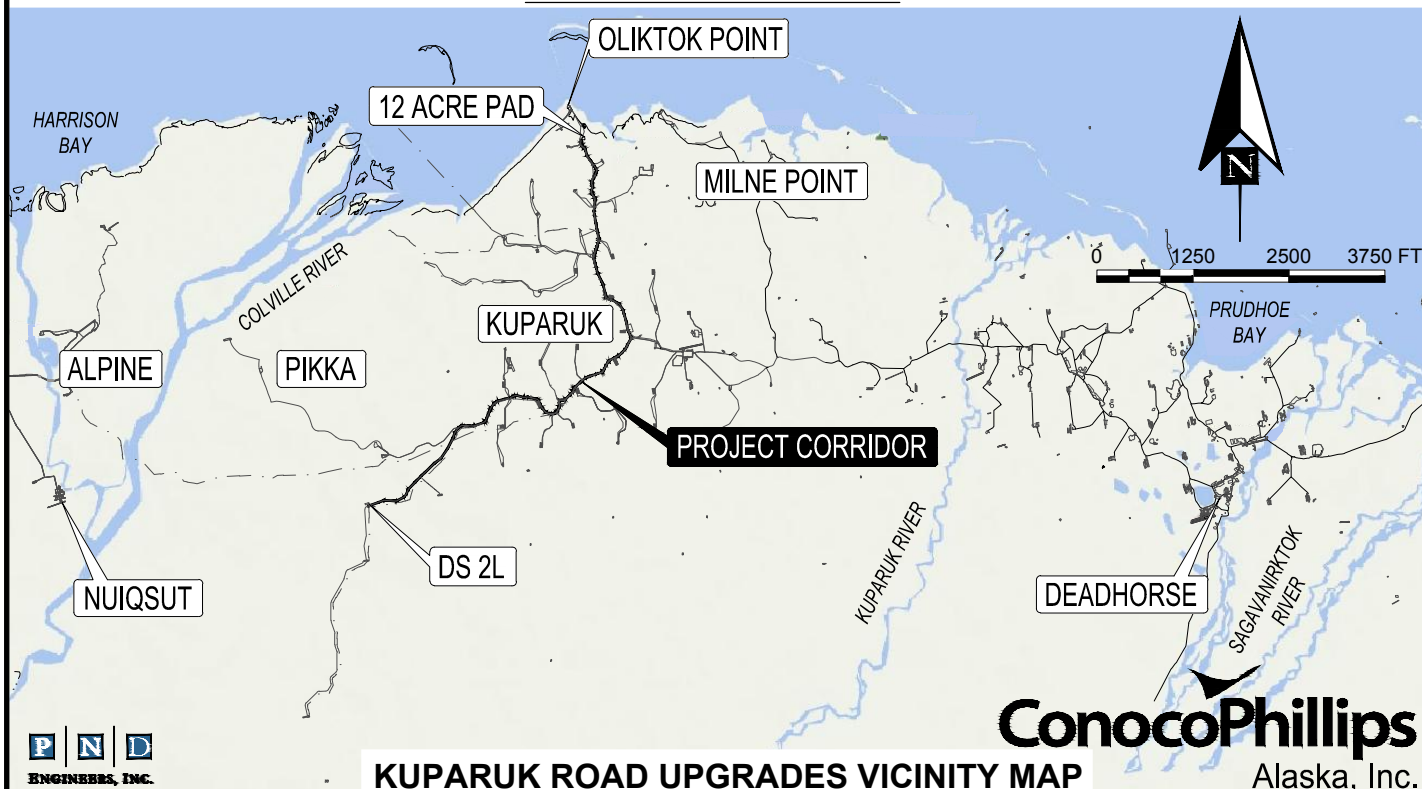 OLIKTOK POINT
12 ACRE PAD
HARRISON
BAY
MILNE POINT
N
0 1250 2500 3750 FT
COLVILLE RIVER
PRUDHOE
BAY
KUPARUK
ALPINE
PIKKA
PROJECT CORRIDOR
DS 2L
KUPARUK RIVER
NUIQSUT
DEADHORSE
SAGAVANIRKTOK
RIVER
P N D
ENGINEERS, INC.
ConocoPhillips
Alaska, Inc.
KUPARUK ROAD UPGRADES VICINITY MAP